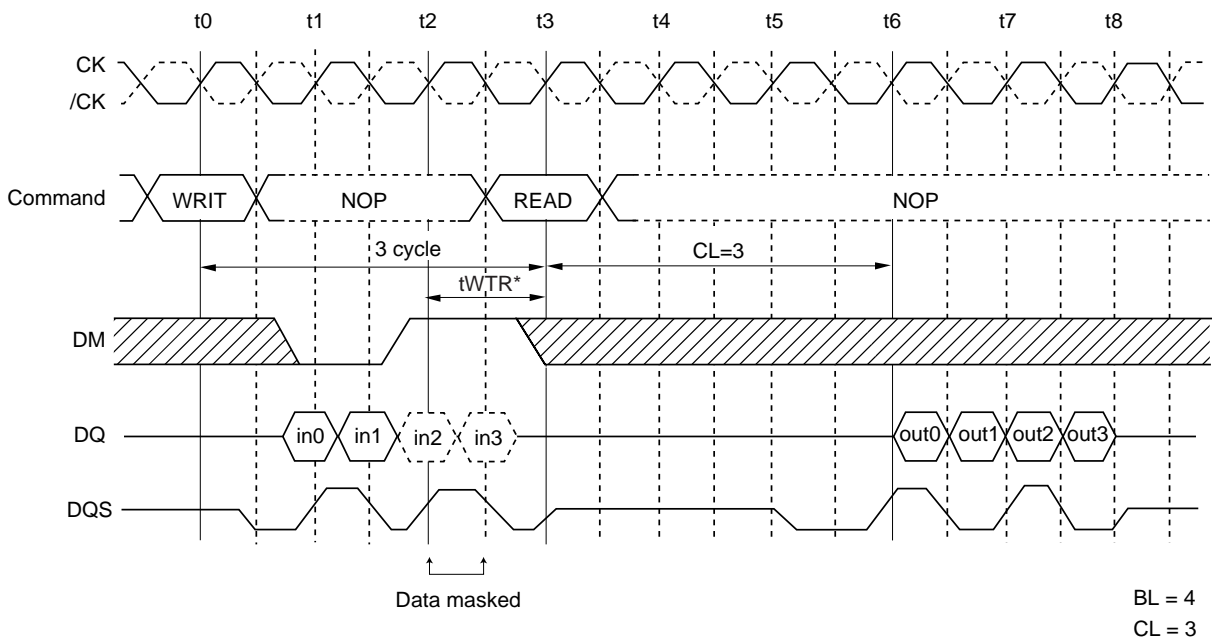 t0 t1 t2 t3 t4 t5 t6 t7 t8
CK
/CK
Command WRIT NOP READ NOP
3 cycle CL=3
tWTR*
DM
DQ in0 in1 in2 in3 out0 out1 out2 out3
DQS
Data masked
BL = 4
CL = 3